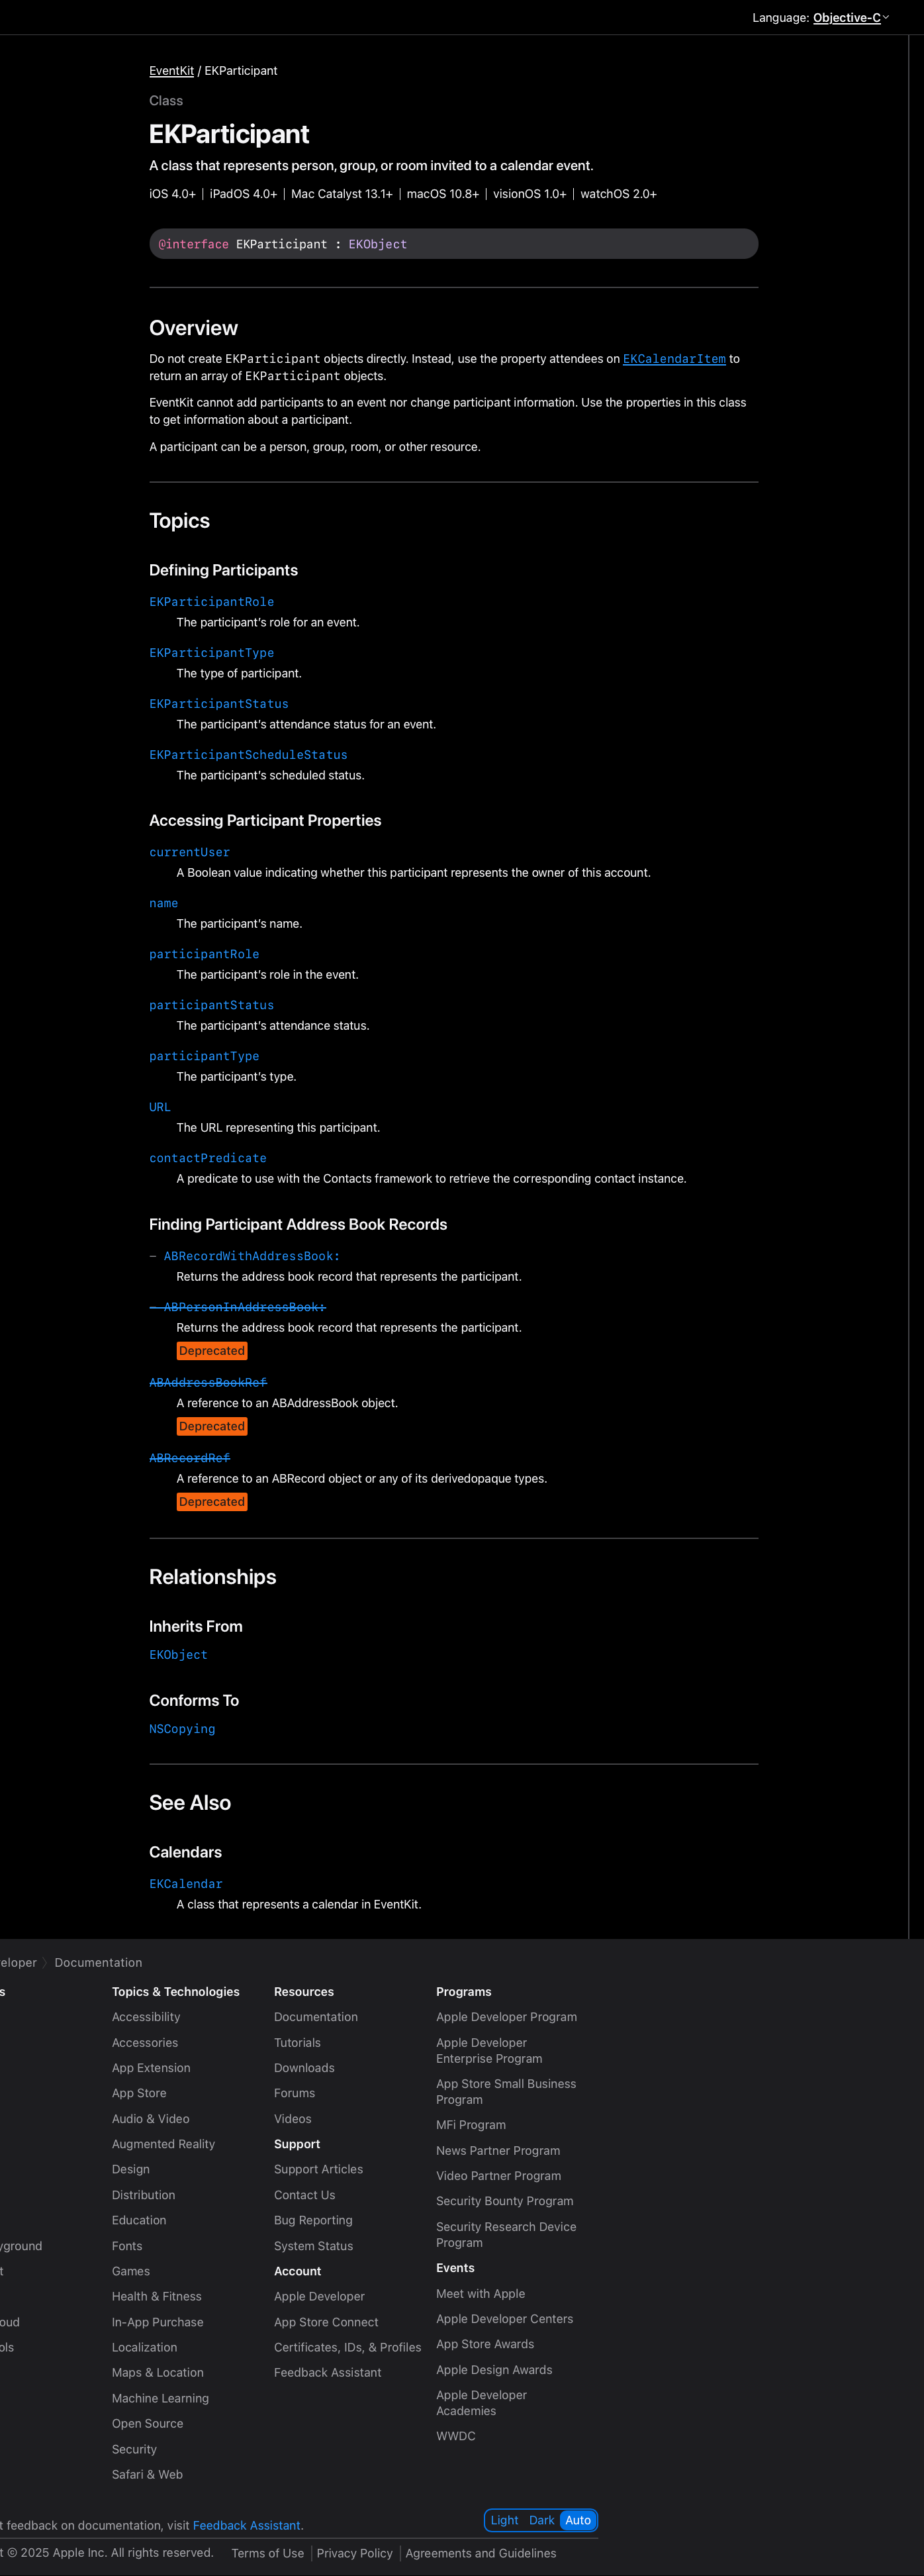 Language: Objective-C
EventKit / EKParticipant
Class
EKParticipant
A class that represents person, group, or room invited to a calendar event.
iOS 4.0+ | iPadOS 4.0+ | Mac Catalyst 13.1+ | macOS 10.8+ | visionOS 1.0+ | watchOS 2.0+
@interface EKParticipant : EKObject
Overview
Do not create EKParticipant objects directly. Instead, use the property attendees on EKCalendarItem to
return an array of EKParticipant objects.
EventKit cannot add participants to an event nor change participant information. Use the properties in this class
to get information about a participant.
A participant can be a person, group, room, or other resource.
Topics
Defining Participants
EKParticipantRole
The participant's role for an event.
EKParticipantType
The type of participant.
EKParticipantStatus
The participant's attendance status for an event.
EKParticipantScheduleStatus
The participant's scheduled status.
Accessing Participant Properties
currentUser
A Boolean value indicating whether this participant represents the owner of this account.
name
The participant's name.
participantRole
The participant's role in the event.
participantStatus
The participant's attendance status.
participantType
The participant's type.
URL
The URL representing this participant.
contactPredicate
A predicate to use with the Contacts framework to retrieve the corresponding contact instance.
Finding Participant Address Book Records
- ABRecordWithAddressBook:
Returns the address book record that represents the participant.
- ABPersonInAddressBook:
Returns the address book record that represents the participant.
Deprecated
ABAddressBookRef
A reference to an ABAddressBook object.
Deprecated
ABRecordRef
A reference to an ABRecord object or any of its derivedopaque types.
Deprecated
Relationships
Inherits From
EKObject
Conforms To
NSCopying
See Also
Calendars
EKCalendar
A class that represents a calendar in EventKit.
eloper Documentation
s
yground
t
oud
ols
Topics & Technologies
Accessibility
Accessories
App Extension
App Store
Audio & Video
Augmented Reality
Design
Distribution
Education
Fonts
Games
Health & Fitness
In-App Purchase
Localization
Maps & Location
Machine Learning
Open Source
Security
Safari & Web
Resources
Documentation
Tutorials
Downloads
Forums
Videos
Support
Support Articles
Contact Us
Bug Reporting
System Status
Account
Apple Developer
App Store Connect
Certificates, IDs, & Profiles
Feedback Assistant
Programs
Apple Developer Program
Apple Developer
Enterprise Program
App Store Small Business
Program
MFi Program
News Partner Program
Video Partner Program
Security Bounty Program
Security Research Device
Program
Events
Meet with Apple
Apple Developer Centers
App Store Awards
Apple Design Awards
Apple Developer
Academies
WWDC
t feedback on documentation, visit Feedback Assistant.
Light Dark Auto
t © 2025 Apple Inc. All rights reserved.
Terms of Use | Privacy Policy | Agreements and Guidelines